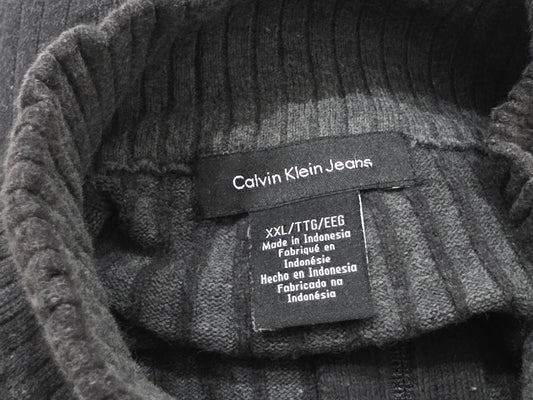 Calvin Klein Jeans
XXL/TTG/EEG
Made in Indonesia
Fabriqué en
Indonésie
Hecho en Indonesia
Fabricado na
Indonésia